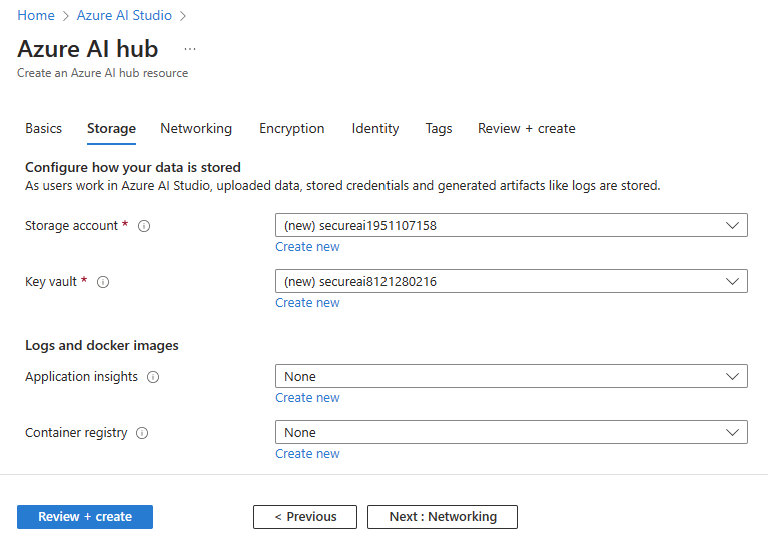 Home > Azure AI Studio >
Azure AI hub ...
Create an Azure AI hub resource
Basics Storage Networking Encryption Identity Tags Review + create
Configure how your data is stored
As users work in Azure AI Studio, uploaded data, stored credentials and generated artifacts like logs are stored.
Storage account * (new) secureai1951107158
Create new
Key vault * (new) secureai8121280216
Create new
Logs and docker images
Application insights None
Create new
Container registry None
Create new
Review + create < Previous Next : Networking